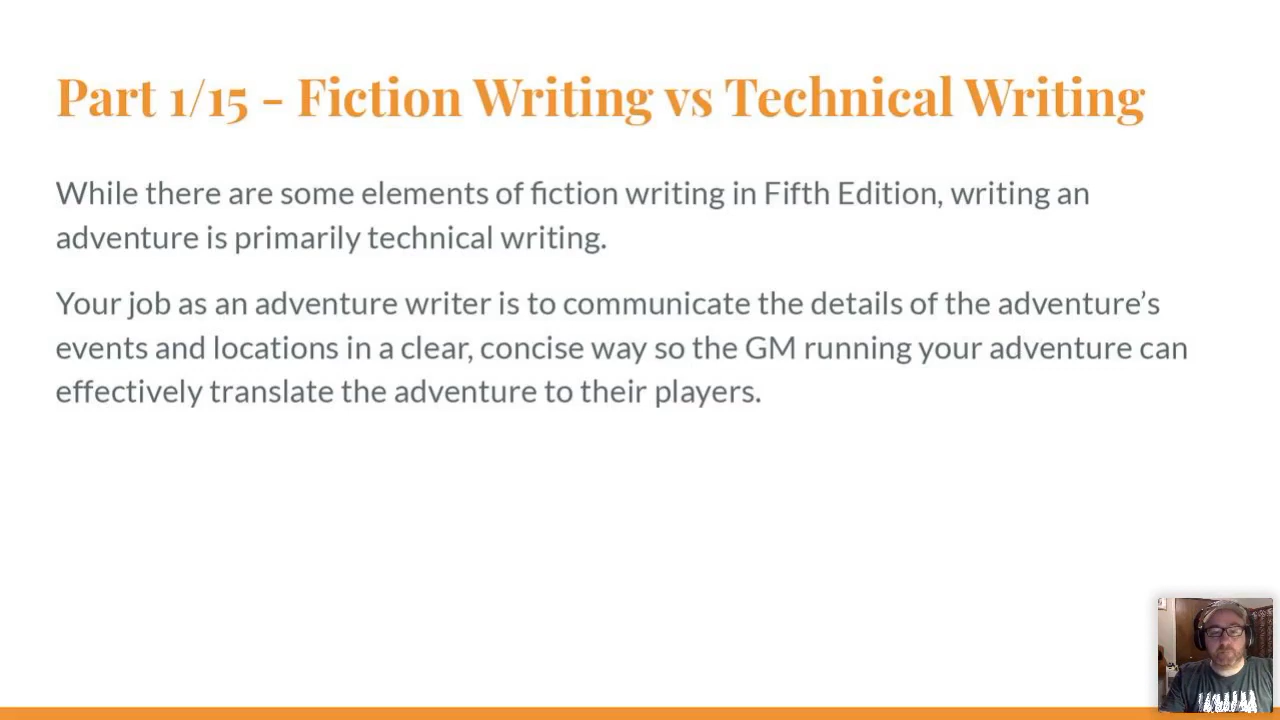 Part 1/15 - Fiction Writing vs Technical Writing
While there are some elements of fiction writing in Fifth Edition, writing an
adventure is primarily technical writing.
Your job as an adventure writer is to communicate the details of the adventure’s
events and locations in a clear, concise way so the GM running your adventure can
effectively translate the adventure to their players.